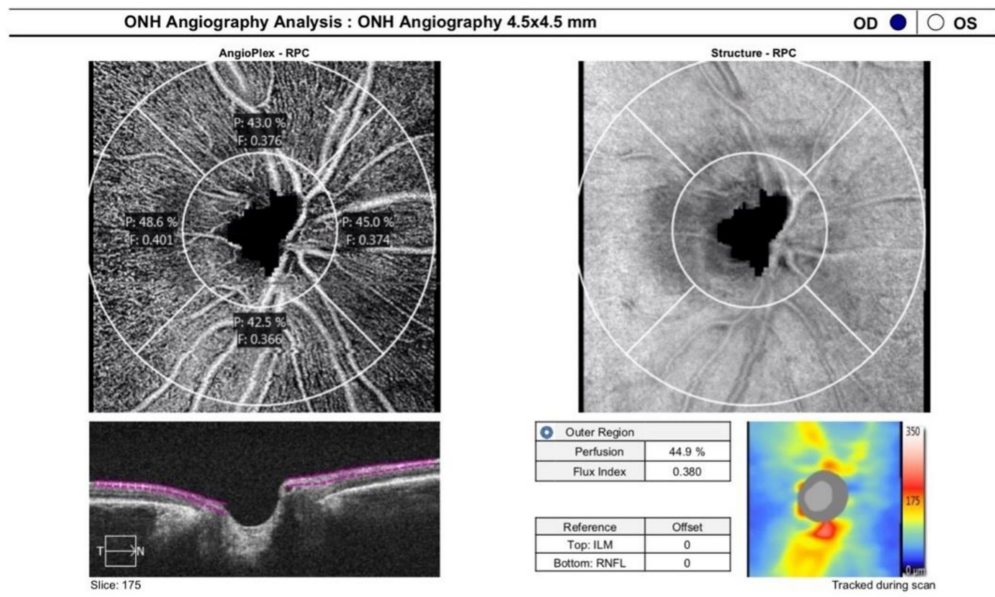 ONH Angiography Analysis : ONH Angiography 4.5x4.5 mm
OD OS
AngioPlex - RPC
Structure - RPC
P: 43.0 %
F: 0.376
P: 48.6 %
F: 0.401
P: 45.0 %
F: 0.374
P: 42.5 %
F: 0.366
T N
Slice: 175
Outer Region
Perfusion 44.9 %
Flux Index 0.380
Reference Offset
Top: ILM 0
Bottom: RNFL 0
350
175
0 µm
Tracked during scan